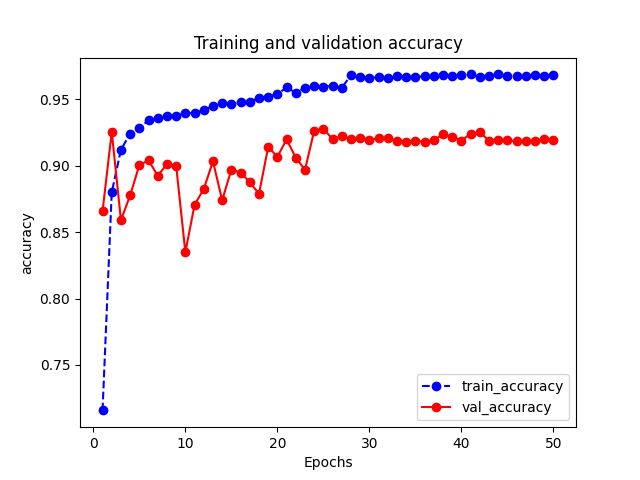 Training and validation accuracy
accuracy
0.95
0.90
0.85
0.80
0.75
train_accuracy
val_accuracy
0 10 20 30 40 50
Epochs